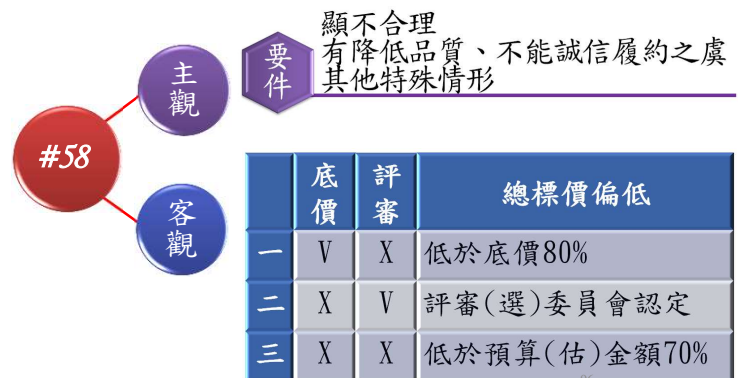 顯不合理
有降低品質、不能誠信履約之虞
其他特殊情形
要件
主觀
#58
客觀
底價 評審 總標價偏低
一 V X 低於底價80%
二 X V 評審(選)委員會認定
三 X X 低於預算(估)金額70%